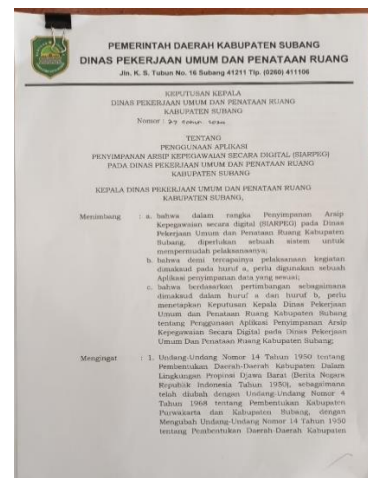 PEMERINTAH DAERAH KABUPATEN SUBANG
DINAS PEKERJAAN UMUM DAN PENATAAN RUANG
Jln. K. S. Tubun No. 16 Subang 41211 Tlp. (0260) 411106
KEPUTUSAN KEPALA
DINAS PEKERJAAN UMUM DAN PENATAAN RUANG
KABUPATEN SUBANG
Nomor :
TENTANG
PENGGUNAAN APLIKASI
PENYIMPANAN ARSIP KEPEGAWAIAN SECARA DIGITAL (SIARPEG)
PADA DINAS PEKERJAAN UMUM DAN PENATAAN RUANG
KABUPATEN SUBANG
KEPALA DINAS PEKERJAAN UMUM DAN PENATAAN RUANG
KABUPATEN SUBANG,
Menimbang : a. bahwa dalam rangka Penyimpanan Arsip
Kepegawaian secara digital (SIARPEG) pada Dinas
Pekerjaan Umum dan Penataan Ruang Kabupaten
Subang, diperlukan sebuah sistem untuk
mempermudah pelaksanaanya;
b. bahwa demi tercapainya pelaksanaan kegiatan
dimaksud pada huruf a, perlu digunakan sebuah
Aplikasi penyimpanan data yang sesuai;
c. bahwa berdasarkan pertimbangan sebagaimana
dimaksud dalam huruf a dan huruf b, perlu
menetapkan Keputusan Kepala Dinas Pekerjaan
Umum dan Penataan Ruang Kabupaten Subang
tentang Penggunaan Aplikasi Penyimpanan Arsip
Kepegawaian Secara Digital pada Dinas Pekerjaan
Umum Dan Penataan Ruang Kabupaten Subang;
Mengingat : 1. Undang-Undang Nomor 14 Tahun 1950 tentang
Pembentukan Daerah-Daerah Kabupaten Dalam
Lingkungan Propinsi Djawa Barat (Berita Negara
Republik Indonesia Tahun 1950), sebagaimana
telah diubah dengan Undang-Undang Nomor 4
Tahun 1968 tentang Pembentukan Kabupaten
Purwakarta dan Kabupaten Subang, dengan
Mengubah Undang-Undang Nomor 14 Tahun 1950
tentang Pembentukan Daerah-Daerah Kabupaten